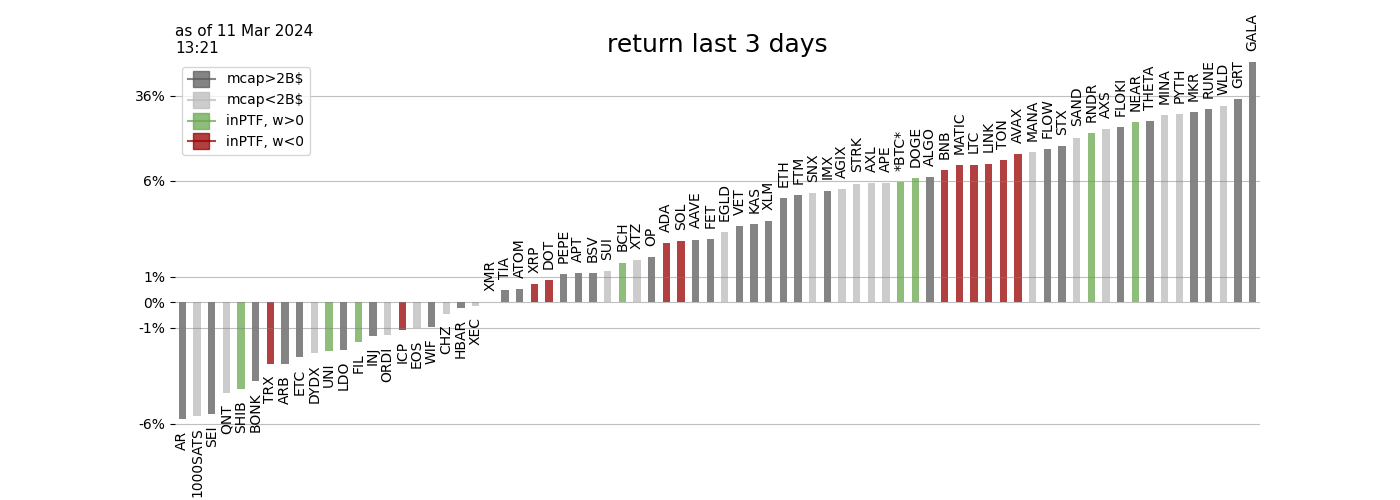 as of 11 Mar 2024
13:21
return last 3 days
mcap>2B$
mcap<2B$
inPTF, w>0
inPTF, w<0
36%
6%
1%
0%
-1%
-6%
AR
1000SATS
SEI
QNT
SHIB
BONK
TRX
ARB
ETC
DYDX
UNI
LDO
FIL
INJ
ORDI
ICP
EOS
WIF
CHZ
HBAR
XEC
XMR
TIA
ATOM
XRP
DOT
PEPE
APT
BSV
SUI
BCH
XTZ
OP
ADA
SOL
AAVE
FET
EGLD
VET
KAS
XLM
ETH
FTM
SNX
IMX
AGIX
STRK
AXL
APE
*BTC*
DOGE
ALGO
BNB
MATIC
LTC
LINK
TON
AVAX
MANA
FLOW
STX
SAND
RNDR
AXS
FLOKI
NEAR
THETA
MINA
PYTH
MKR
RUNE
WLD
GRT
GALA